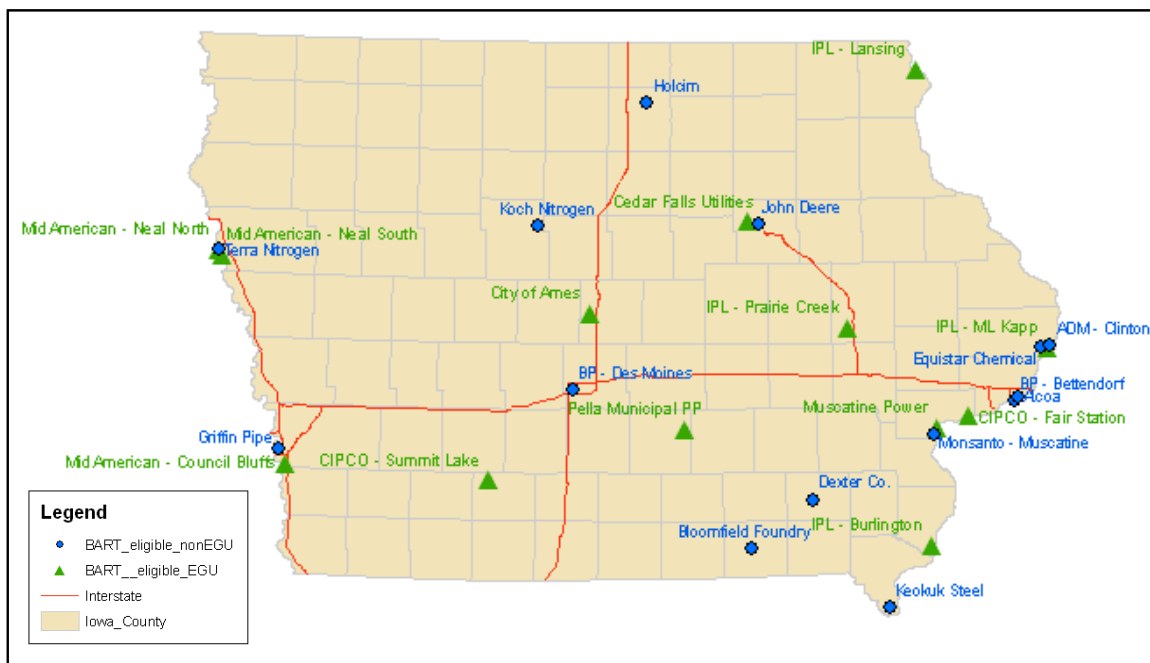 IPL - Lansing
Holcim
Cedar Falls Utilities
John Deere
Koch Nitrogen
Mid American - Neal North
Mid American - Neal South
Terra Nitrogen
City of Ames
IPL - Prairie Creek
IPL - ML Kapp
ADM - Clinton
Equistar Chemical
BP - Des Moines
BP - Bettendorf
Acoa
Pella Municipal PP
Muscatine Power
CIPCO - Fair Station
Griffin Pipe
Monsanto - Muscatine
Mid American - Council Bluffs
CIPCO - Summit Lake
Dexter Co.
Bloomfield Foundry
IPL - Burlington
Keokuk Steel
Legend
BART_eligible_nonEGU
BART__eligible_EGU
Interstate
Iowa_County